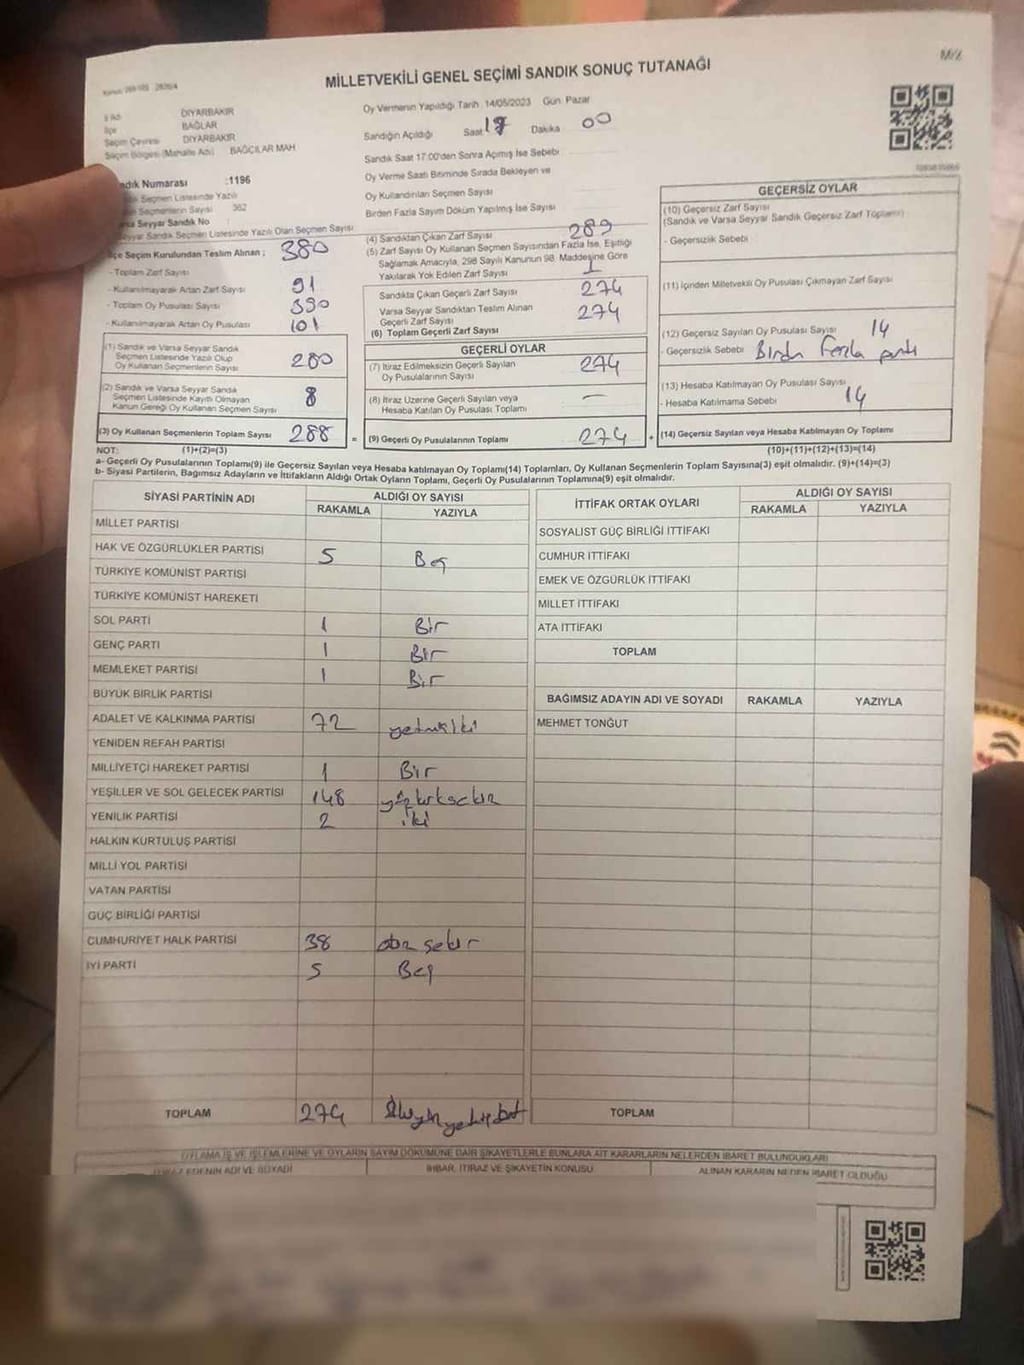 M/2
MİLLETVEKİLİ GENEL SEÇİMİ SANDIK SONUÇ TUTANAĞI
İl Adı DİYARBAKIR
İlçe BAĞLAR
Seçim Çevresi DİYARBAKIR
Seçim Bölgesi (Mahalle Adı) BAĞCILAR MAH
Oy Vermenin Yapıldığı Tarih 14/05/2023 Gün: Pazar
Sandığın Açıldığı Saat 17 Dakika 00
Sandık Saat 17:00'den Sonra Açımış İse Sebebi
Oy Verme Saati Bitiminde Sırada Bekleyen ve
Oy Kullandırılan Seçmen Sayısı
Birden Fazla Sayım Döküm Yapılmış İse Sayısı
Numarası :1196
Seçmen Listesinde Yazılı
Seçmenlerin Sayısı 362
Varsa Seyyar Sandık No
Seyyar Sandık Seçmen Listesinde Yazılı Olan Seçmen Sayısı
İlçe Seçim Kurulundan Teslim Alınan ; 380
- Toplam Zarf Sayısı
- Kullanılmayarak Artan Zarf Sayısı 91
- Toplam Oy Pusulası Sayısı 390
- Kullanılmayarak Artan Oy Pusulası 101
(1) Sandık ve Varsa Seyyar Sandık
Seçmen Listesinde Yazılı Olup
Oy Kullanan Seçmenlerin Sayısı 280
(2) Sandık ve Varsa Seyyar Sandık
Seçmen Listesinde Kayıtlı Olmayan
Kanun Gereği Oy Kullanan Seçmen Sayısı 8
(3) Oy Kullanan Seçmenlerin Toplam Sayısı 288
(4) Sandıktan Çıkan Zarf Sayısı 289
(5) Zarf Sayısı Oy Kullanan Seçmen Sayısından Fazla İse, Eşitliği
Sağlamak Amacıyla, 298 Sayılı Kanunun 98. Maddesine Göre
Yakılarak Yok Edilen Zarf Sayısı 1
Sandıkta Çıkan Geçerli Zarf Sayısı 274
Varsa Seyyar Sandıktan Teslim Alınan
Geçerli Zarf Sayısı
(6) Toplam Geçerli Zarf Sayısı 274
GEÇERLİ OYLAR
(7) İtiraz Edilmeksizin Geçerli Sayılan
Oy Pusulalarının Sayısı 274
(8) İtiraz Üzerine Geçerli Sayılan veya
Hesaba Katılan Oy Pusulası Toplamı —
= (9) Geçerli Oy Pusulalarının Toplamı 274 +
GEÇERSİZ OYLAR
(10) Geçersiz Zarf Sayısı
(Sandık ve Varsa Seyyar Sandık Geçersiz Zarf Toplamı)
- Geçersizlik Sebebi
(11) İçinden Milletvekili Oy Pusulası Çıkmayan Zarf Sayısı
(12) Geçersiz Sayılan Oy Pusulası Sayısı 14
- Geçersizlik Sebebi Birden Fazla parti
(13) Hesaba Katılmayan Oy Pusulası Sayısı
- Hesaba Katılmama Sebebi 14
(14) Geçersiz Sayılan veya Hesaba Katılmayan Oy Toplamı
NOT: (1)+(2)=(3) (10)+(11)+(12)+(13)=(14)
a- Geçerli Oy Pusulalarının Toplamı(9) ile Geçersiz Sayılan veya Hesaba katılmayan Oy Toplamı(14) Toplamları, Oy Kullanan Seçmenlerin Toplam Sayısına(3) eşit olmalıdır. (9)+(14)=(3)
b- Siyasi Partilerin, Bağımsız Adayların ve İttifakların Aldığı Ortak Oyların Toplamı, Geçerli Oy Pusulalarının Toplamına(9) eşit olmalıdır.
SİYASİ PARTİNİN ADI ALDIĞI OY SAYISI
RAKAMLA YAZIYLA
MİLLET PARTİSİ
HAK VE ÖZGÜRLÜKLER PARTİSİ 5 Beş
TÜRKİYE KOMÜNİST PARTİSİ
TÜRKİYE KOMÜNİST HAREKETİ
SOL PARTİ 1 Bir
GENÇ PARTİ 1 Bir
MEMLEKET PARTİSİ 1 Bir
BÜYÜK BİRLİK PARTİSİ
ADALET VE KALKINMA PARTİSİ 72 yetmişiki
YENİDEN REFAH PARTİSİ
MİLLİYETÇİ HAREKET PARTİSİ 1 Bir
YEŞİLLER VE SOL GELECEK PARTİSİ 148 yüzkırksekiz
YENİLİK PARTİSİ 2 iki
HALKIN KURTULUŞ PARTİSİ
MİLLİ YOL PARTİSİ
VATAN PARTİSİ
GÜÇ BİRLİĞİ PARTİSİ
CUMHURİYET HALK PARTİSİ 38 otuz sekiz
İYİ PARTİ 5 Beş
TOPLAM 274 ikiyüzyetmişdört
İTTİFAK ORTAK OYLARI ALDIĞI OY SAYISI
RAKAMLA YAZIYLA
SOSYALİST GÜÇ BİRLİĞİ İTTİFAKI
CUMHUR İTTİFAKI
EMEK VE ÖZGÜRLÜK İTTİFAKI
MİLLET İTTİFAKI
ATA İTTİFAKI
TOPLAM
BAĞIMSIZ ADAYIN ADI VE SOYADI RAKAMLA YAZIYLA
MEHMET TONĞUT
TOPLAM
OYLAMA İŞ VE İŞLEMLERİNE VE OYLARIN SAYIM DÖKÜMÜNE DAİR ŞİKAYETLERLE BUNLARA AİT KARARLARIN NELERDEN İBARET BULUNDUKLARI
İTİRAZ EDENİN ADI VE SOYADI İHBAR, İTİRAZ VE ŞİKAYETİN KONUSU ALINAN KARARIN NEDEN İBARET OLDUĞU